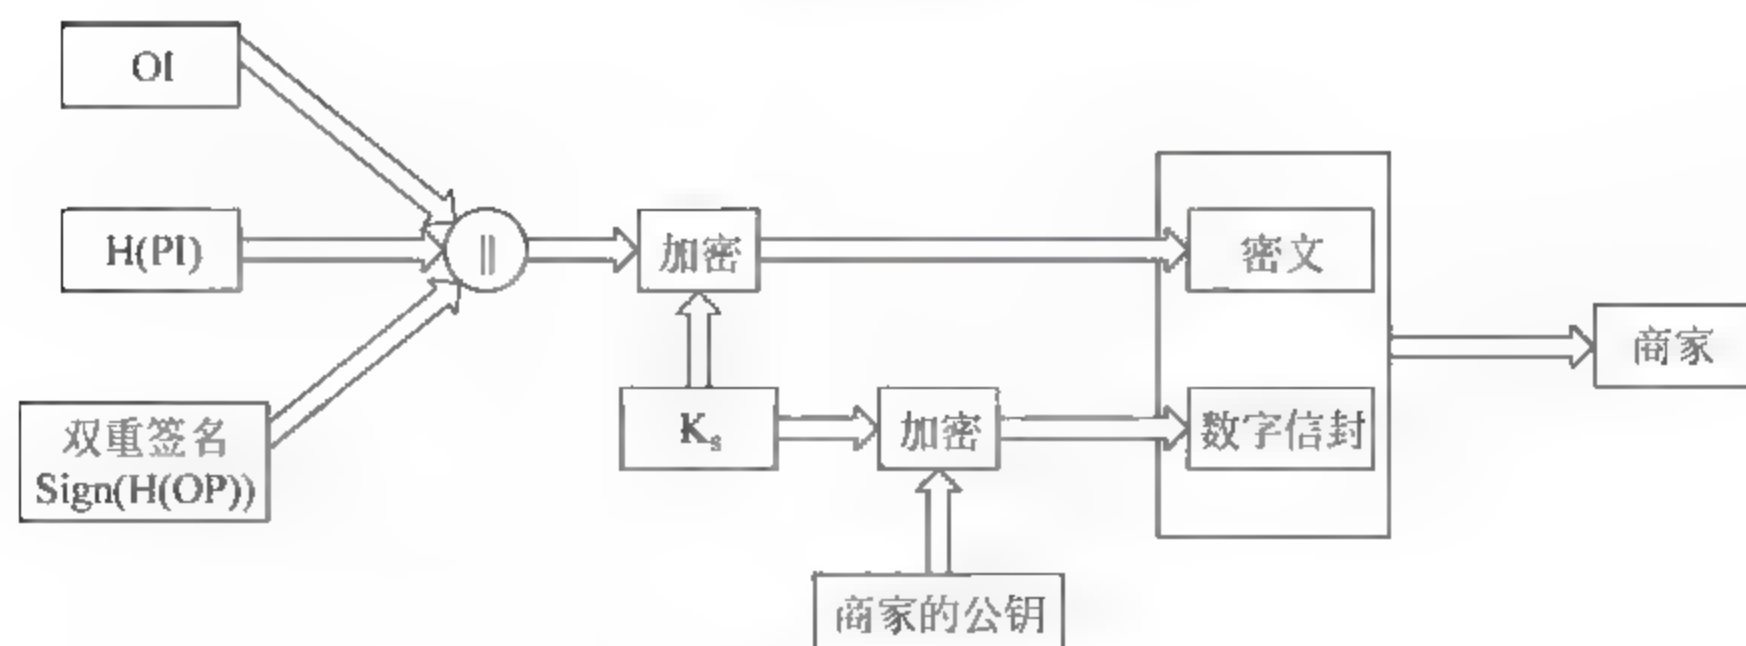 OI
H(PI)
||
加密
密文
商家
双重签名
Sign(H(OP))
Ks
加密
数字信封
商家的公钥